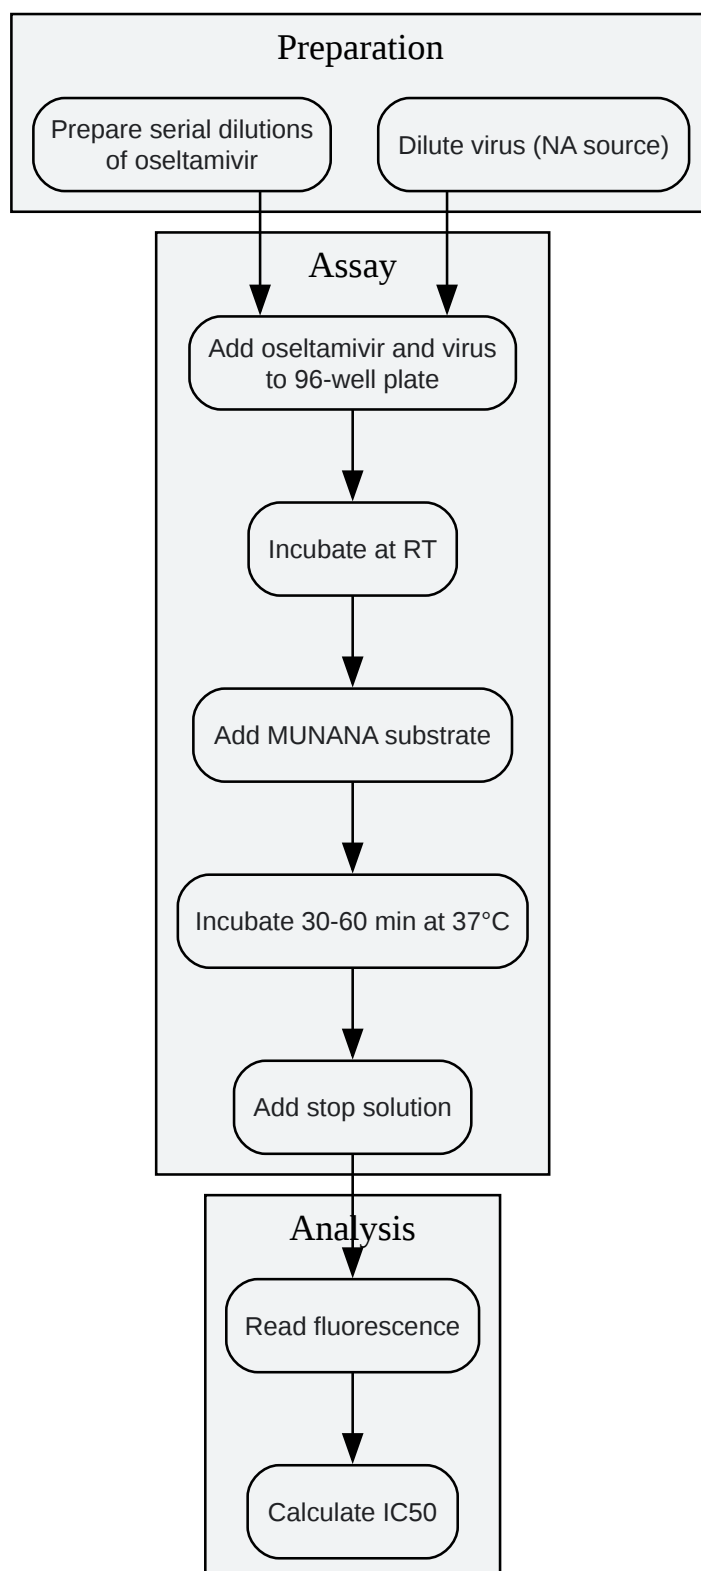 Preparation
Prepare serial dilutions
of oseltamivir
Dilute virus (NA source)
Assay
Add oseltamivir and virus
to 96-well plate
Incubate at RT
Add MUNANA substrate
Incubate 30-60 min at 37°C
Add stop solution
Analysis
Read fluorescence
Calculate IC50